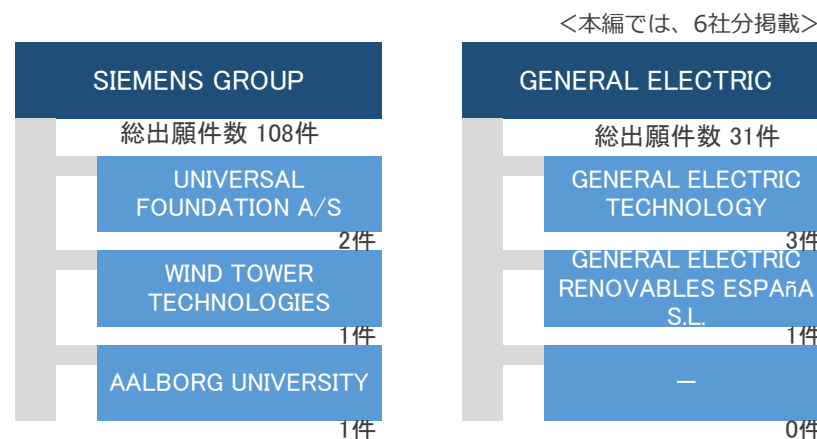 ＜本編では、6社分掲載＞
SIEMENS GROUP
総出願件数 108件
UNIVERSAL
FOUNDATION A/S
2件
WIND TOWER
TECHNOLOGIES
1件
AALBORG UNIVERSITY
1件
GENERAL ELECTRIC
総出願件数 31件
GENERAL ELECTRIC
TECHNOLOGY
3件
GENERAL ELECTRIC
RENOVABLES ESPAñA
S.L.
1件
－
0件